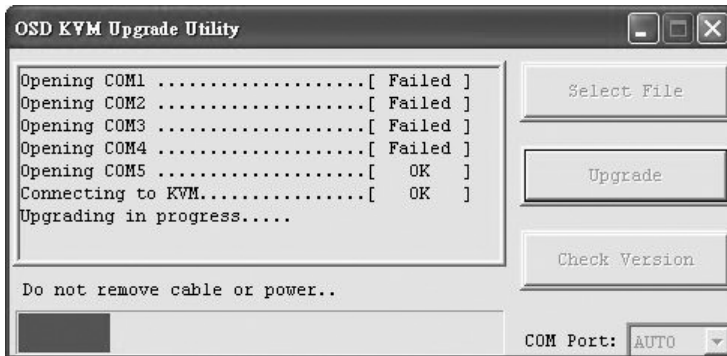 OSD KVM Upgrade Utility
Opening COM1 ....................[ Failed ]
Opening COM2 ....................[ Failed ]
Opening COM3 ....................[ Failed ]
Opening COM4 ....................[ Failed ]
Opening COM5 ....................[ OK ]
Connecting to KVM................[ OK ]
Upgrading in progress.....
Do not remove cable or power..
Select File
Upgrade
Check Version
COM Port: AUTO